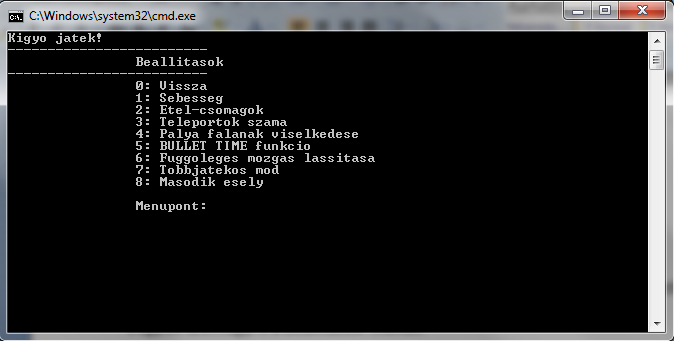 C:\Windows\system32\cmd.exe
Kigyo jatek!
-------------------------
Beallitasok
-------------------------
0: Vissza
1: Sebesseg
2: Etel-csomagok
3: Teleportok szama
4: Palya falanak viselkedese
5: BULLET TIME funkcio
6: Fuggoleges mozgas lassitasa
7: Tobbjatekos mod
8: Masodik esely
Menupont: